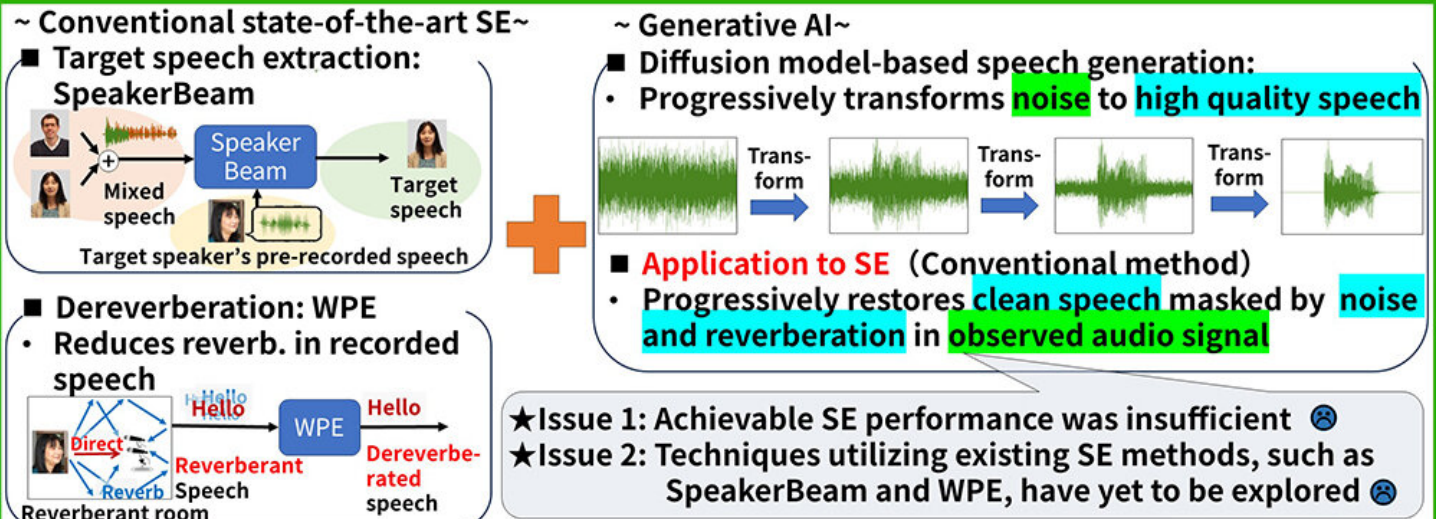 ~ Conventional state-of-the-art SE~
■ Target speech extraction:
SpeakerBeam
Speaker
Beam
Mixed
speech
Target
speech
Target speaker's pre-recorded speech
■ Dereverberation: WPE
• Reduces reverb. in recorded
speech
Hello
Hello
Direct
Reverb
Reverberant
Speech
Reverberant room
WPE
Hello
Dereverbe-
rated
speech
~ Generative AI~
■ Diffusion model-based speech generation:
• Progressively transforms noise to high quality speech
Trans-
form
Trans-
form
Trans-
form
■ Application to SE（Conventional method）
• Progressively restores clean speech masked by noise
and reverberation in observed audio signal
★Issue 1: Achievable SE performance was insufficient
★Issue 2: Techniques utilizing existing SE methods, such as
SpeakerBeam and WPE, have yet to be explored